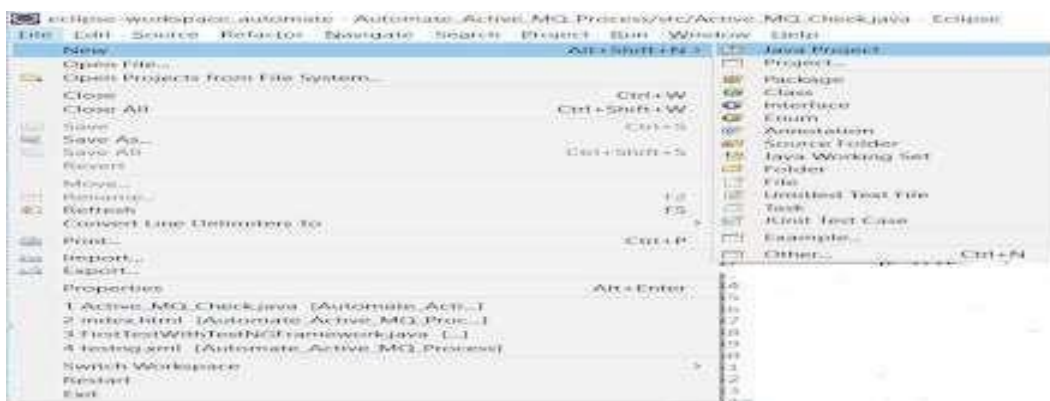 eclipse-workspace_automate - Automate_Active_MQ_Process/src/Active_MQ_Check.java - Eclipse
File Edit Source Refactor Navigate Search Project Run Window Help
New Alt+Shift+N >
Open File...
Open Projects from File System...
Close Ctrl+W
Close All Ctrl+Shift+W
Save Ctrl+S
Save As...
Save All Ctrl+Shift+S
Revert
Move...
Rename... F2
Refresh F5
Convert Line Delimiters To >
Print... Ctrl+P
Import...
Export...
Properties Alt+Enter
1 Active_MQ_Check.java [Automate_Acti...]
2 index.html [Automate_Active_MQ_Proc...]
3 FirstTestWithTestNGFramework.java [...]
4 testng.xml [Automate_Active_MQ_Process]
Switch Workspace >
Restart
Exit
Java Project
Project...
Package
Class
Interface
Enum
Annotation
Source Folder
Java Working Set
Folder
File
Untitled Text File
Task
JUnit Test Case
Example...
Other... Ctrl+N